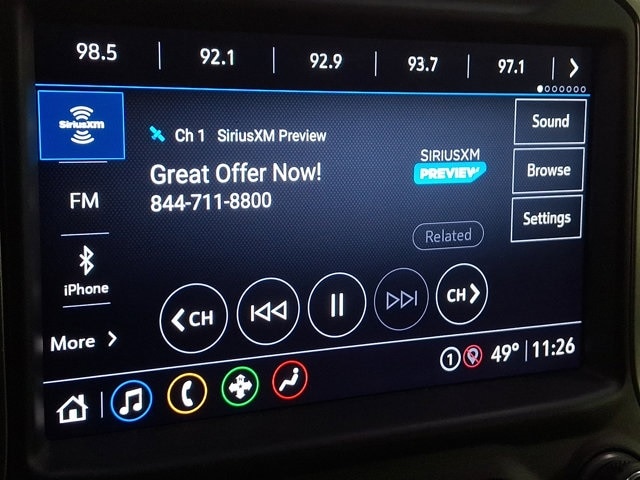 98.5 92.1 92.9 93.7 97.1
SiriusXM
Ch 1 SiriusXM Preview
Great Offer Now!
844-711-8800
SIRIUSXM
PREVIEW
Related
Sound
Browse
Settings
FM
iPhone
More
CH
CH
1 49° 11:26